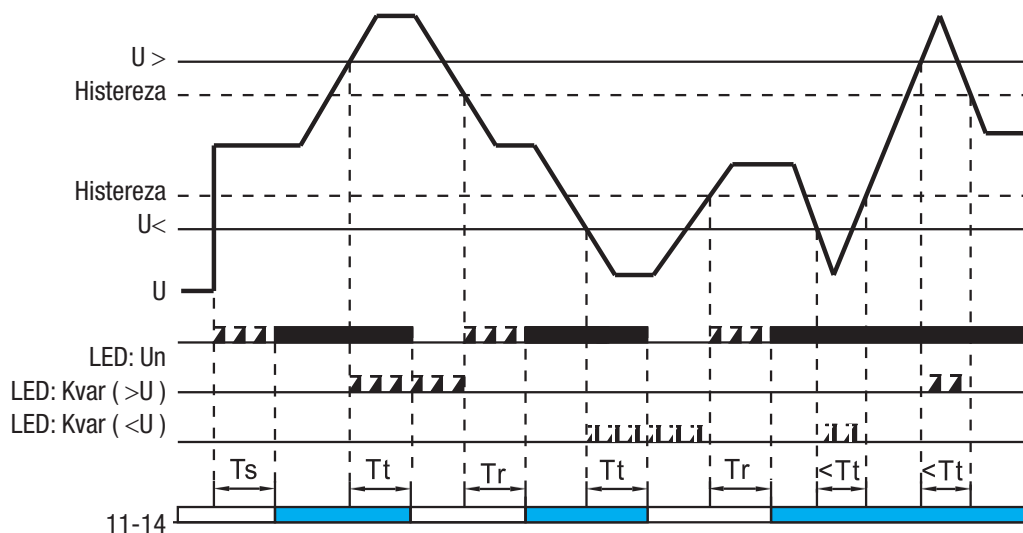 U >
Histereza
Histereza
U<
U
LED: Un
LED: Kvar ( >U )
LED: Kvar ( <U )
Ts Tt Tr Tt Tr <Tt <Tt
11-14